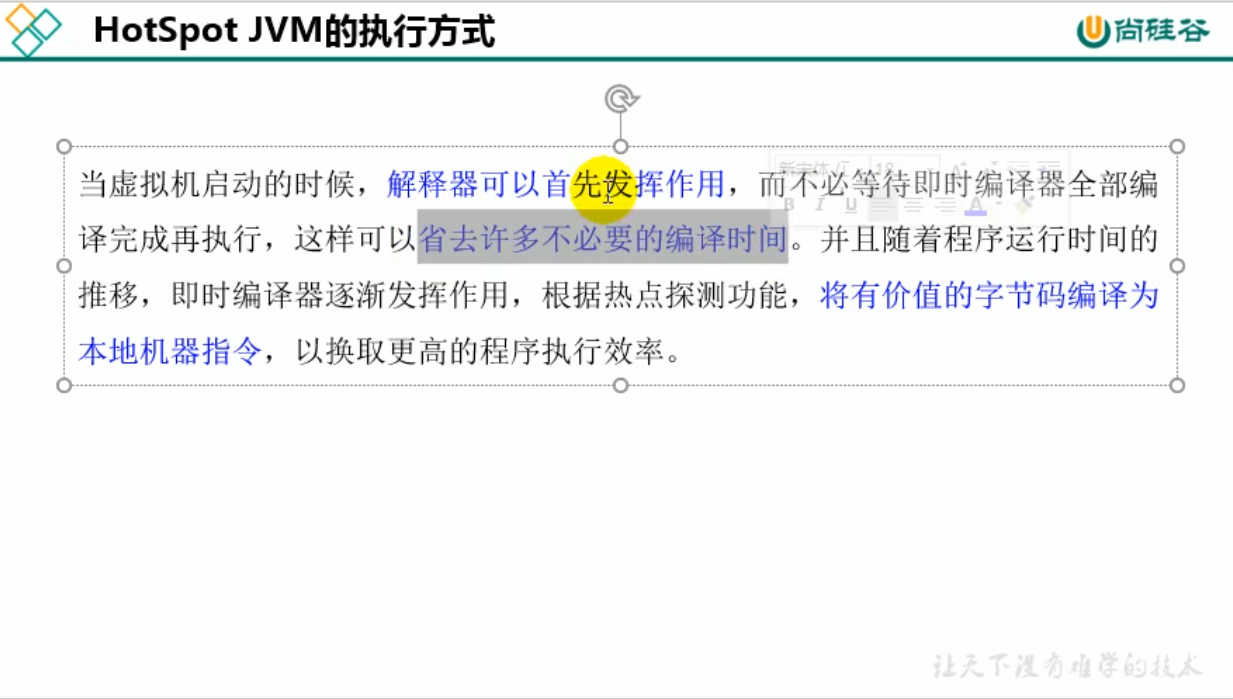 HotSpot JVM的执行方式
尚硅谷
当虚拟机启动的时候，解释器可以首先发挥作用，而不必等待即时编译器全部编
译完成再执行，这样可以省去许多不必要的编译时间。并且随着程序运行时间的
推移，即时编译器逐渐发挥作用，根据热点探测功能，将有价值的字节码编译为
本地机器指令，以换取更高的程序执行效率。
新宋体 (正 18
B I U A
让天下没有难学的技术